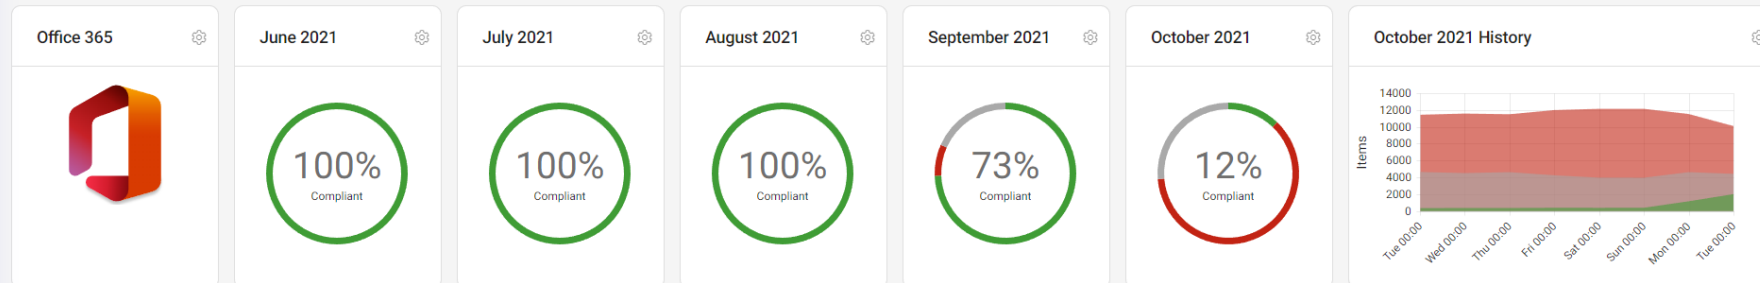 Office 365
June 2021
July 2021
August 2021
September 2021
October 2021
October 2021 History
100%
Compliant
100%
Compliant
100%
Compliant
73%
Compliant
12%
Compliant
Items
14000
12000
10000
8000
6000
4000
2000
0
Tue 00:00
Wed 00:00
Thu 00:00
Fri 00:00
Sat 00:00
Sun 00:00
Mon 00:00
Tue 00:00